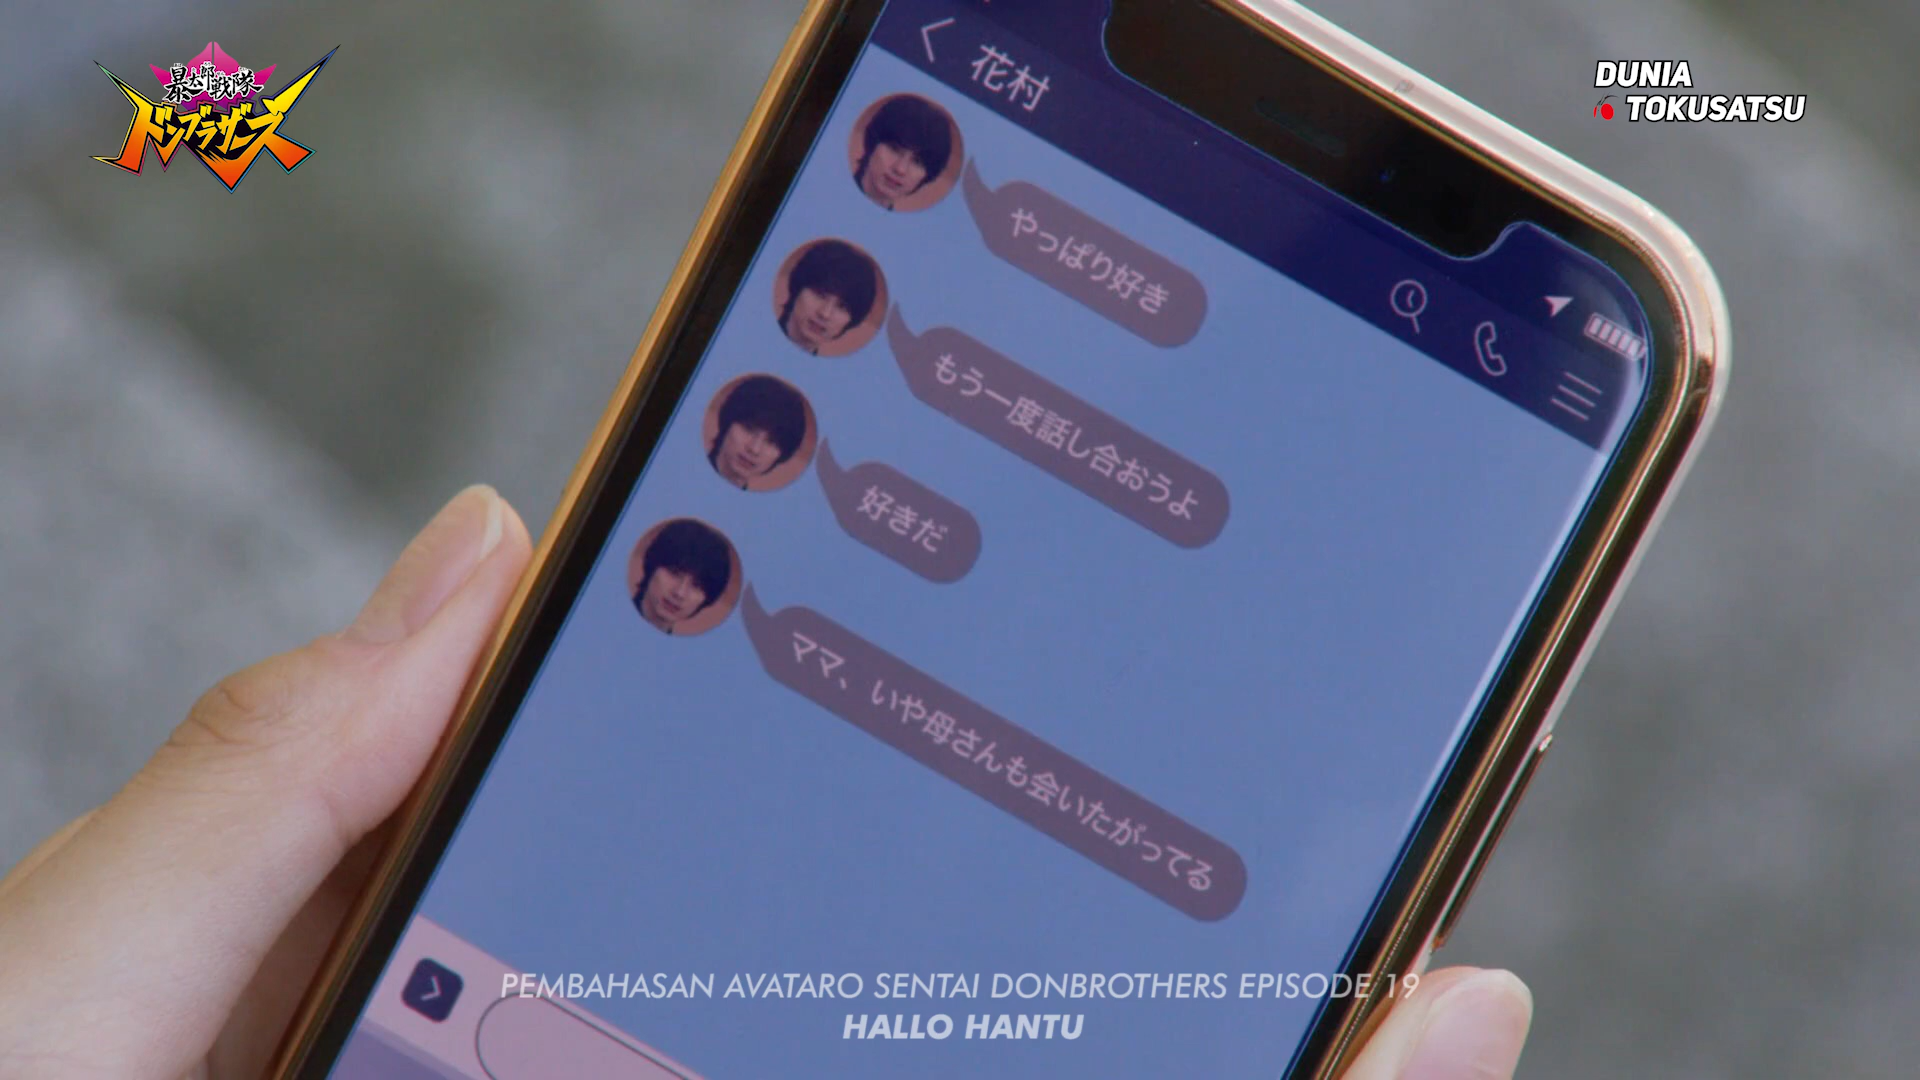 暴太郎戦隊
ドンブラザーズ
DUNIA
TOKUSATSU
花村
やっぱり好き
もう一度話し合おうよ
好きだ
ママ、いや母さんも会いたがってる
PEMBAHASAN AVATARO SENTAI DONBROTHERS EPISODE 19
HALLO HANTU